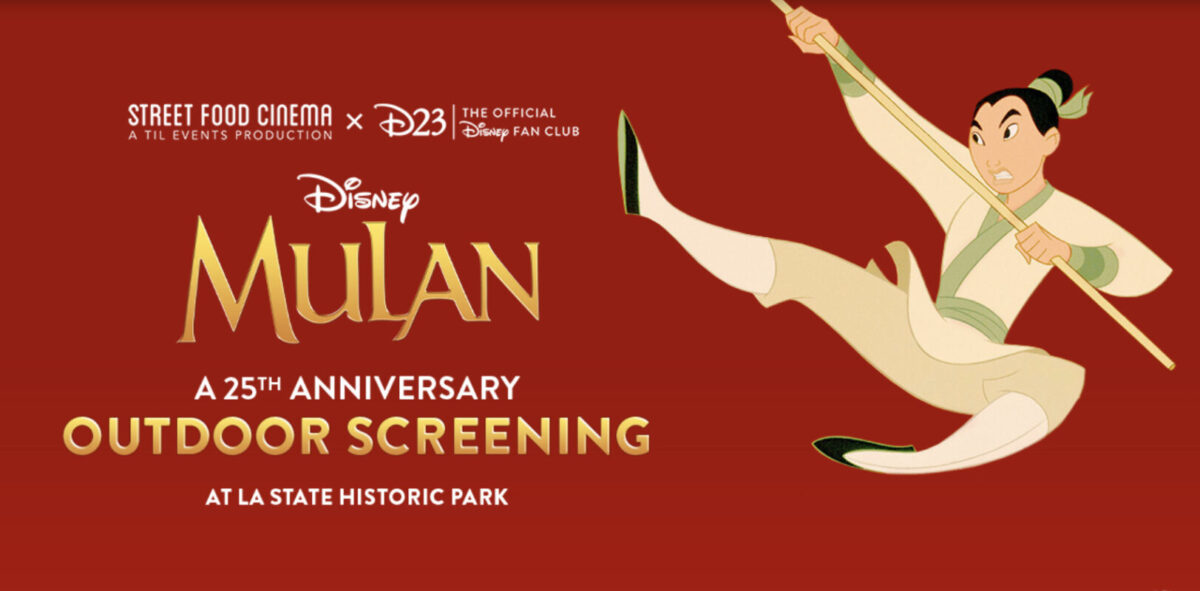 STREET FOOD CINEMA
A TIL EVENTS PRODUCTION
×
D23
THE OFFICIAL
Disney FAN CLUB
Disney
MULAN
A 25TH ANNIVERSARY
OUTDOOR SCREENING
AT LA STATE HISTORIC PARK